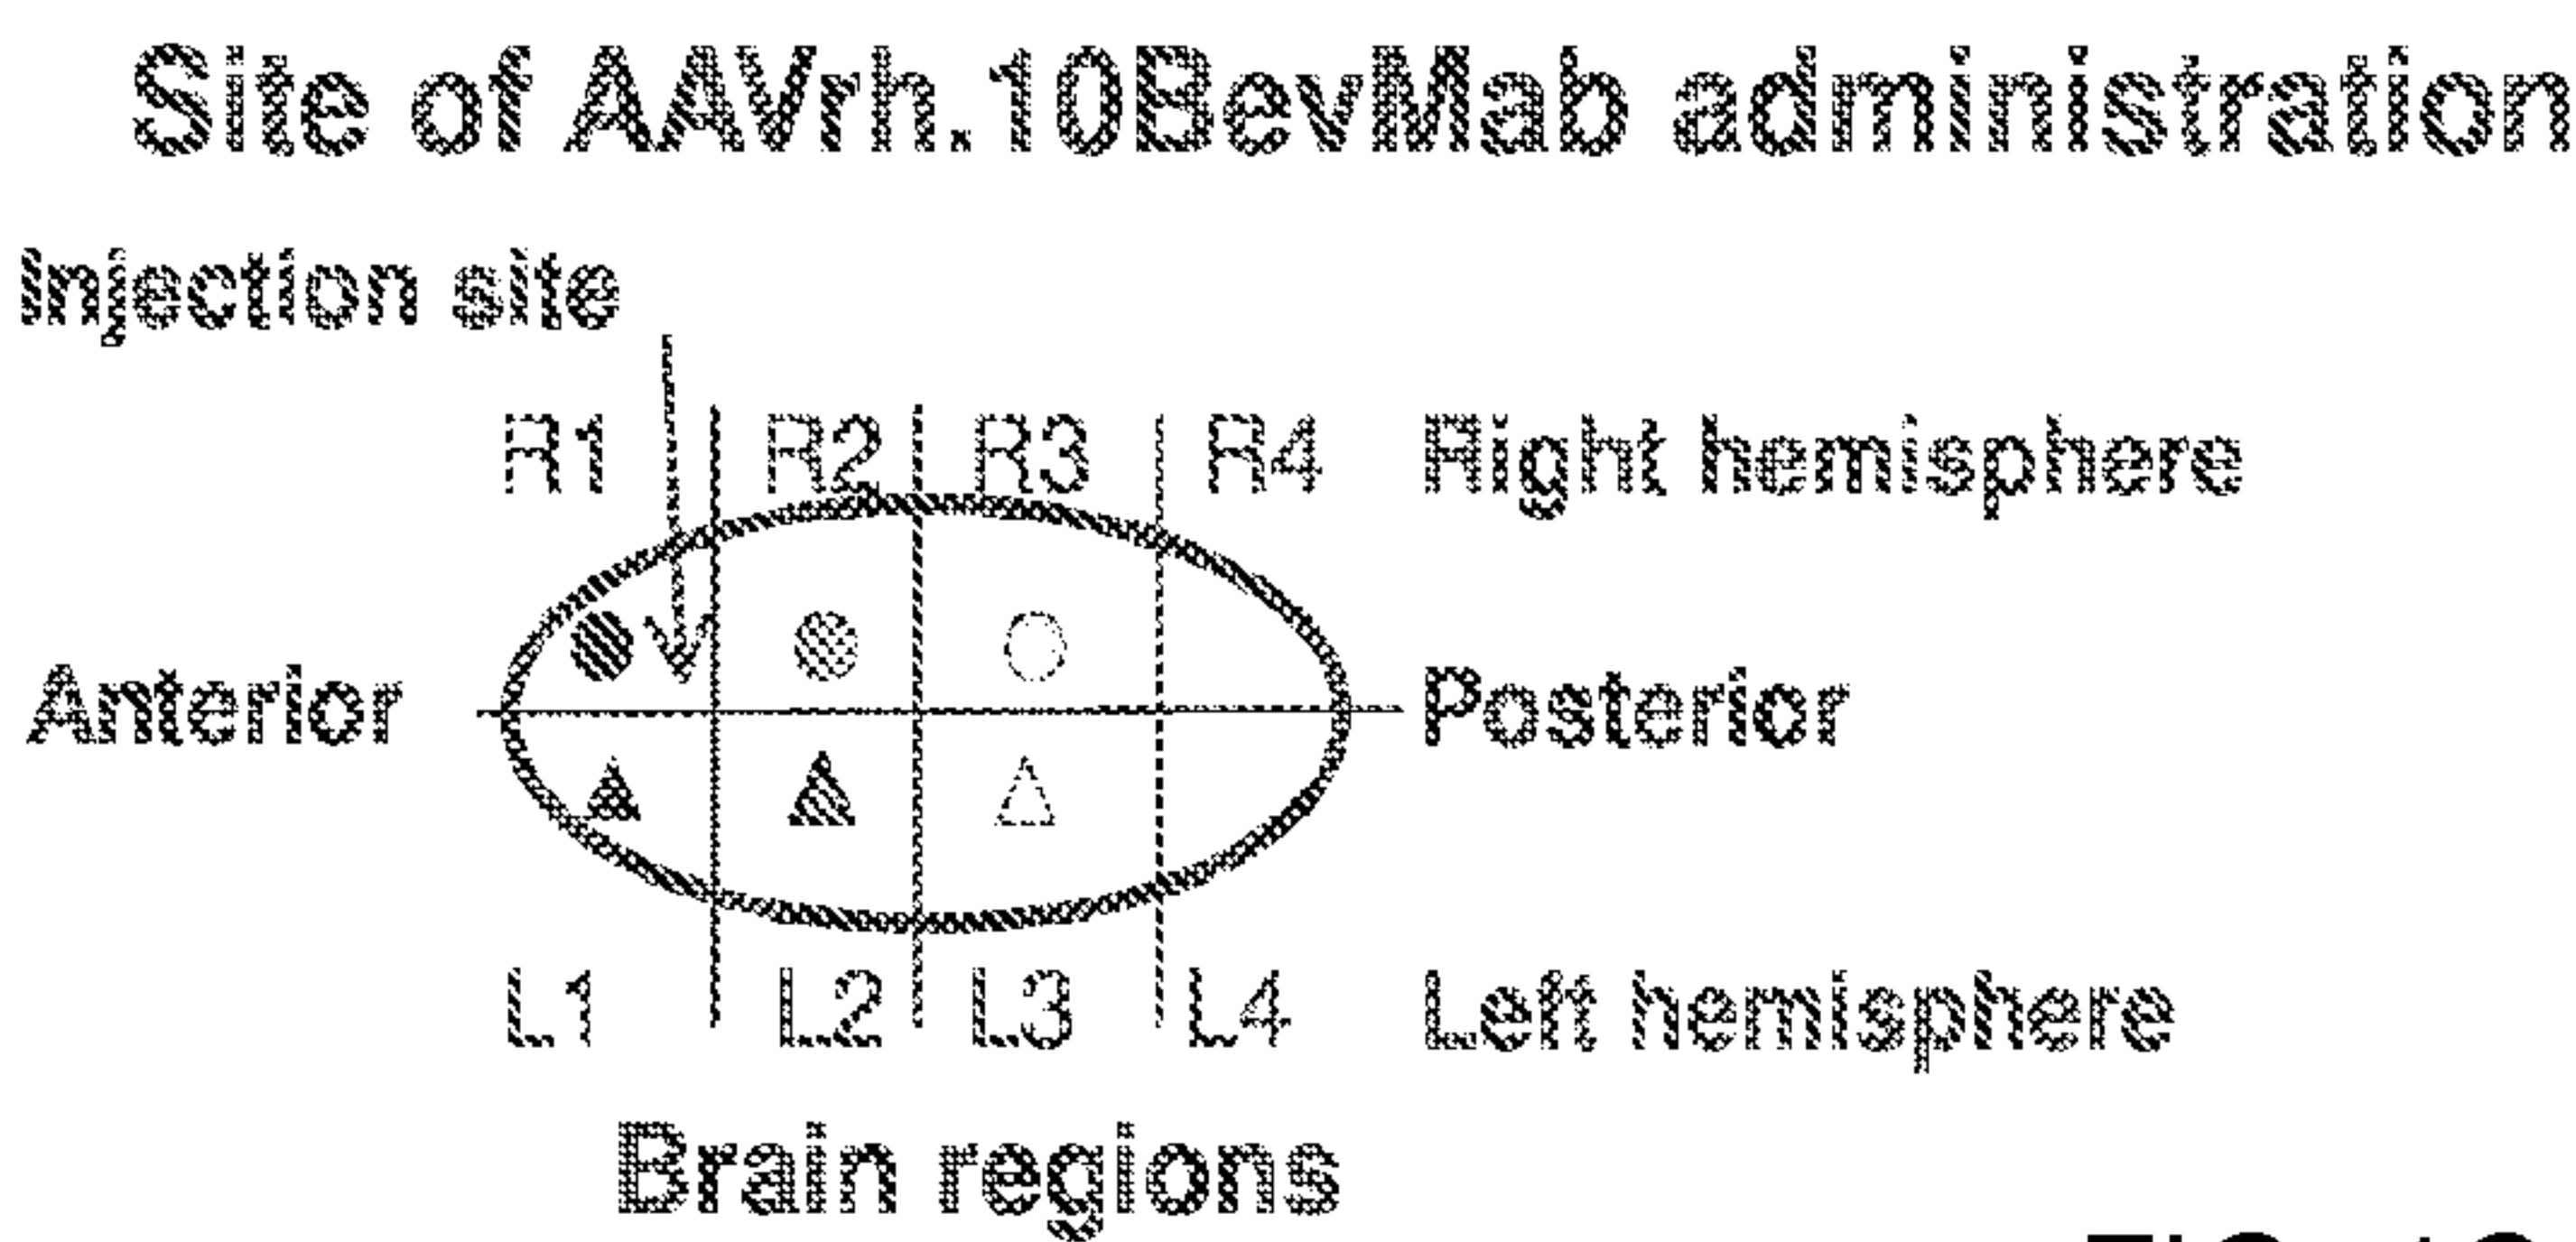 Site of AAVrh.10BevMab administration
Injection site
R1 R2 R3 R4 Right hemisphere
Anterior Posterior
L1 L2 L3 L4 Left hemisphere
Brain regions